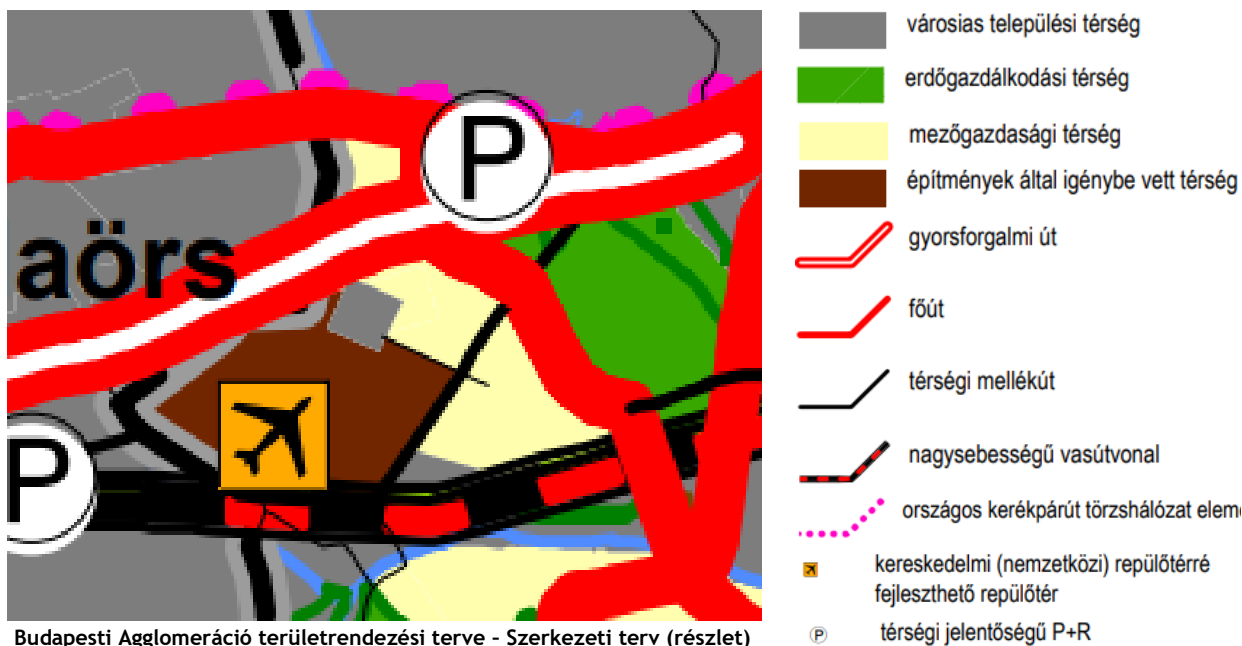 P
aörs
P
városias települési térség
erdőgazdálkodási térség
mezőgazdasági térség
építmények által igénybe vett térség
gyorsforgalmi út
főút
térségi mellékút
nagysebességű vasútvonal
országos kerékpárút törzshálózat eleme
kereskedelmi (nemzetközi) repülőtérré
fejleszthető repülőtér
P térségi jelentőségű P+R
Budapesti Agglomeráció területrendezési terve - Szerkezeti terv (részlet)